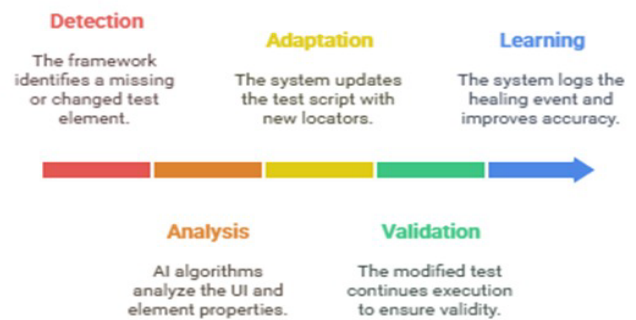 Detection
The framework
identifies a missing
or changed test
element.
Adaptation
The system updates
the test script with
new locators.
Learning
The system logs the
healing event and
improves accuracy.
Analysis
AI algorithms
analyze the UI and
element properties.
Validation
The modified test
continues execution
to ensure validity.